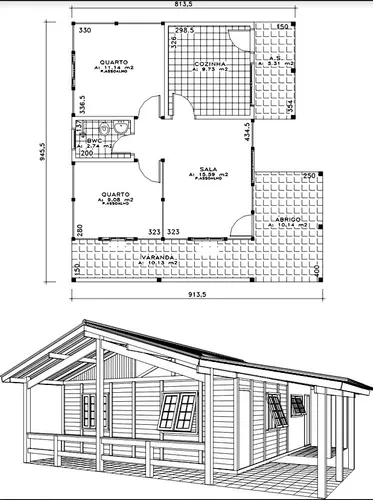 813,5
330
298,5
326
QUARTO
A: 11,14 m2
P.ASSOALHO
COZINHA
A: 9,73 m2
A.S.
A: 5,31 m2
336,5
354
434,5
945,5
BWC
A: 2,74 m2
200
SALA
A: 15,59 m2
P.ASSOALHO
250
QUARTO
A: 9,08 m2
P.ASSOALHO
ABRIGO
A: 10,14 m2
280
323
323
VARANDA
A: 10,13 m2
150
400
913,5